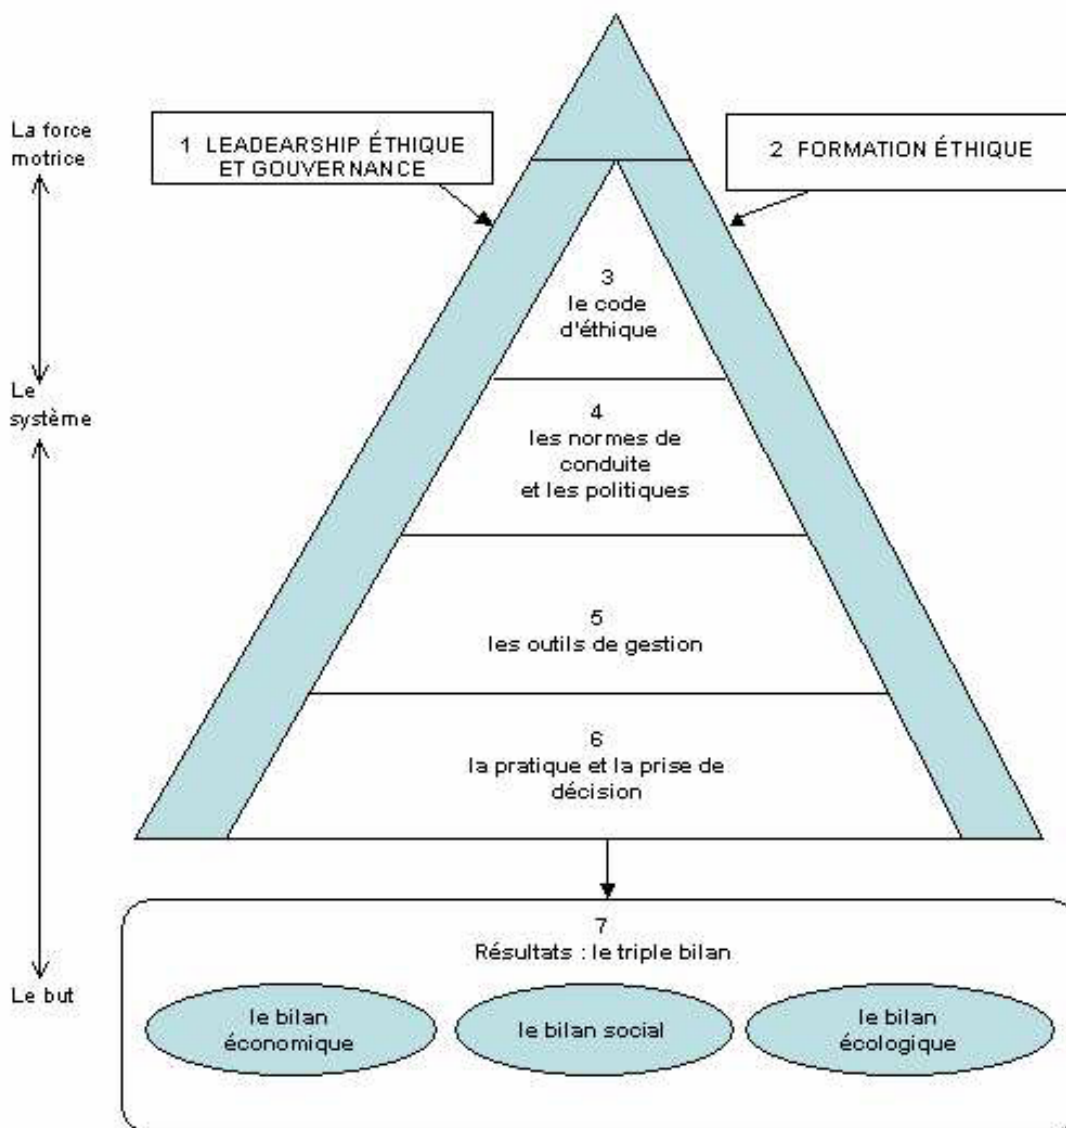 La force
motrice
1 LEADEARSHIP ÉTHIQUE
ET GOUVERNANCE
2 FORMATION ÉTHIQUE
3
le code
d'éthique
Le
système
4
les normes de
conduite
et les politiques
5
les outils de gestion
6
la pratique et la prise de
décision
7
Résultats : le triple bilan
Le but
le bilan
économique
le bilan social
le bilan
écologique